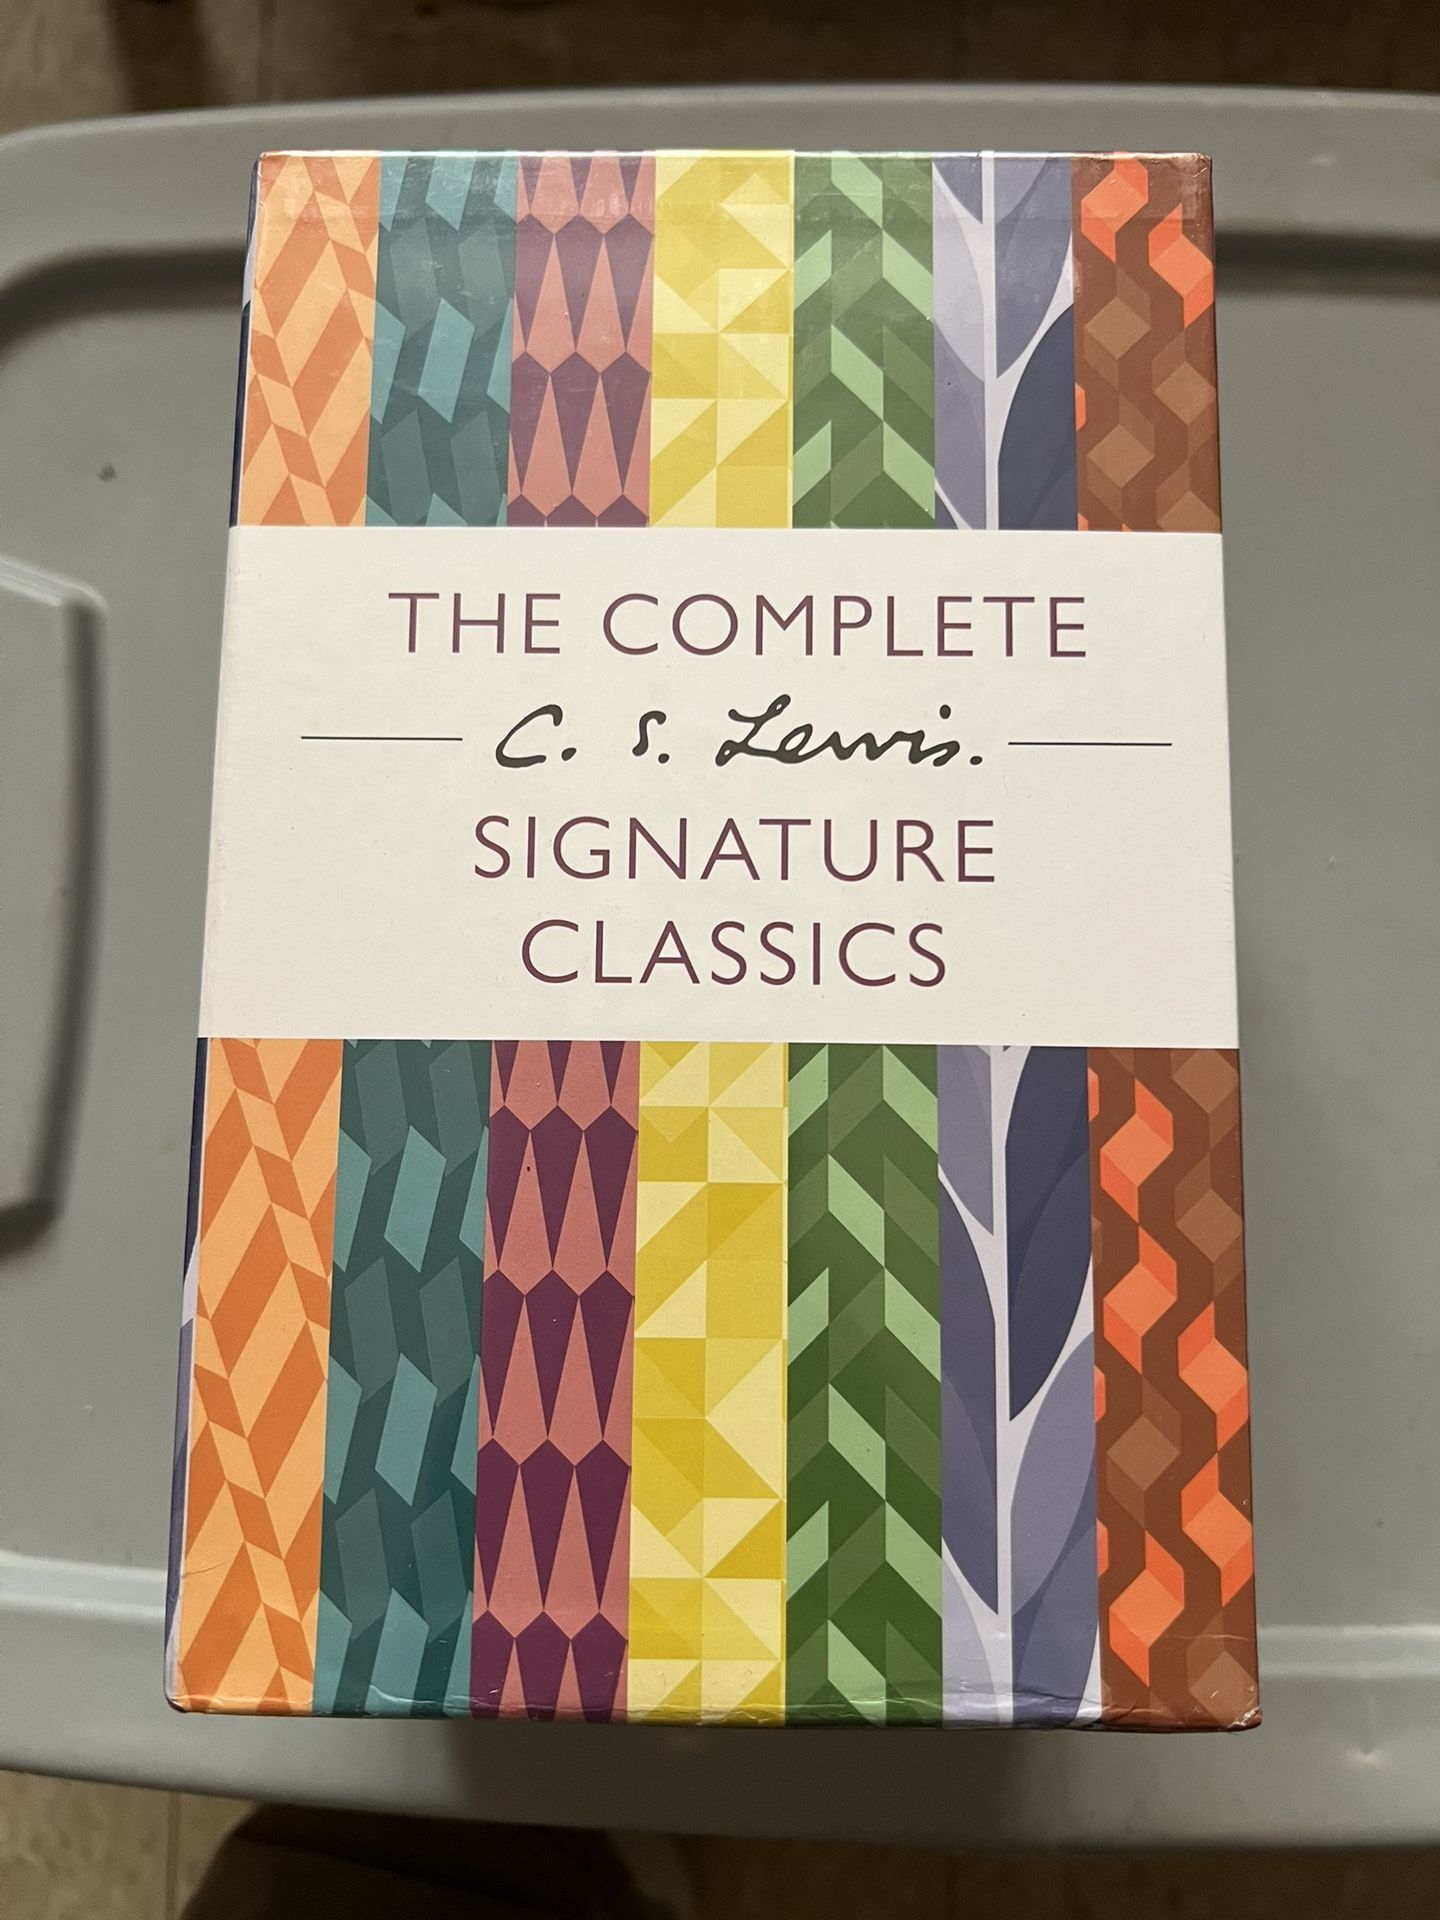 THE COMPLETE
C. S. Lewis.
SIGNATURE
CLASSICS